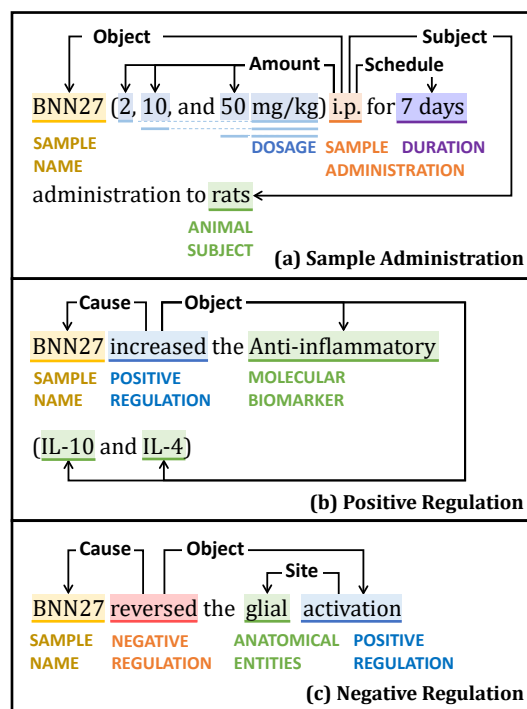 Object Subject
Amount Schedule
BNN27 (2, 10, and 50 mg/kg) i.p. for 7 days
SAMPLE DOSAGE SAMPLE DURATION
NAME ADMINISTRATION
administration to rats
ANIMAL
SUBJECT
(a) Sample Administration
Cause Object
BNN27 increased the Anti-inflammatory
SAMPLE POSITIVE MOLECULAR
NAME REGULATION BIOMARKER
(IL-10 and IL-4)
(b) Positive Regulation
Cause Object
Site
BNN27 reversed the glial activation
SAMPLE NEGATIVE ANATOMICAL POSITIVE
NAME REGULATION ENTITIES REGULATION
(c) Negative Regulation